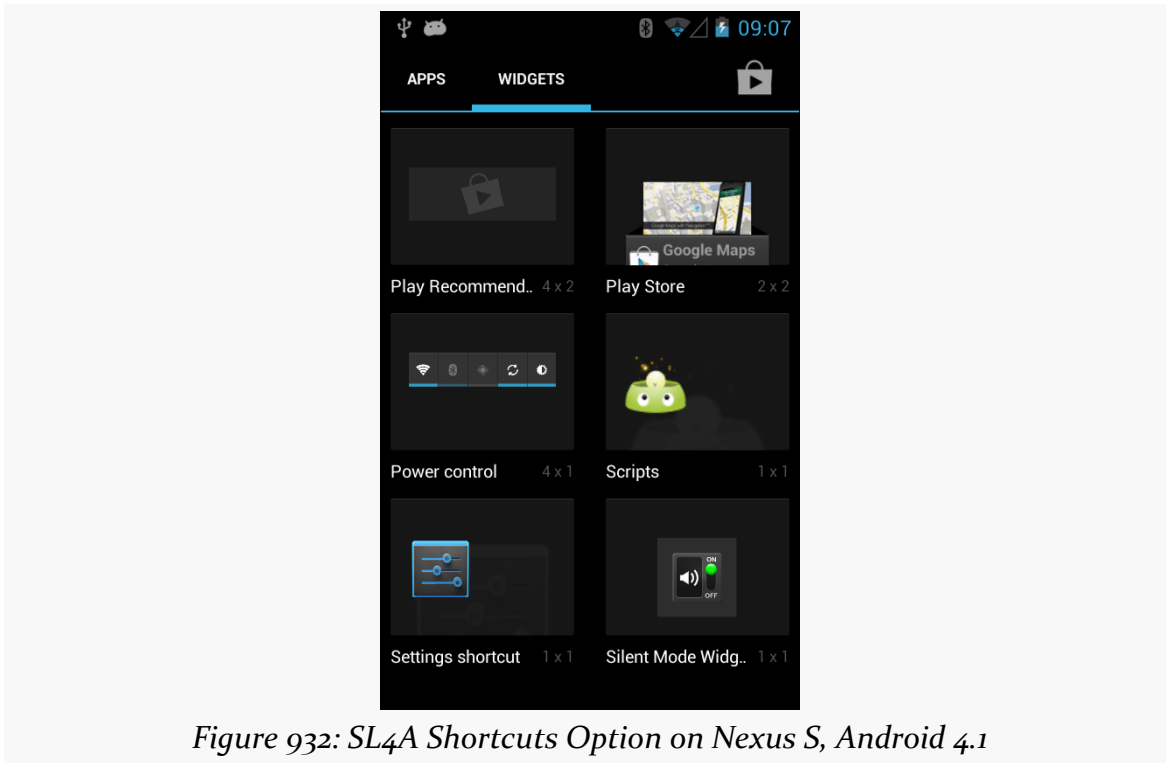 09:07
APPS WIDGETS
Google Maps
Play Recommend.. 4 x 2 Play Store 2 x 2
Power control 4 x 1 Scripts 1 x 1
ON
OFF
Settings shortcut 1 x 1 Silent Mode Widg.. 1 x 1
Figure 932: SL4A Shortcuts Option on Nexus S, Android 4.1